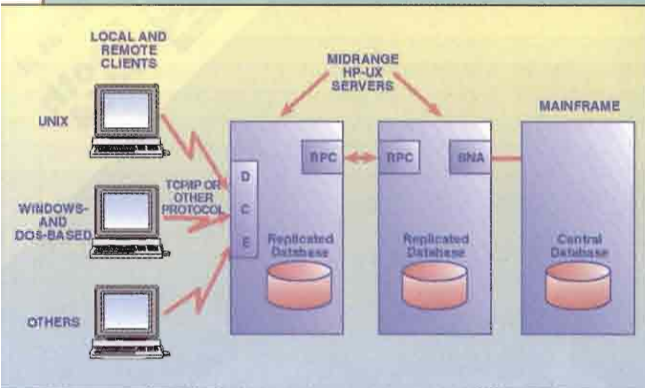 LOCAL AND
REMOTE
CLIENTS
UNIX
WINDOWS-
AND
DOS-BASED
OTHERS
TCP/IP OR
OTHER
PROTOCOL
MIDRANGE
HP-UX
SERVERS
D
C
E
RPC
Replicated
Database
RPC
SNA
Replicated
Database
MAINFRAME
Central
Database